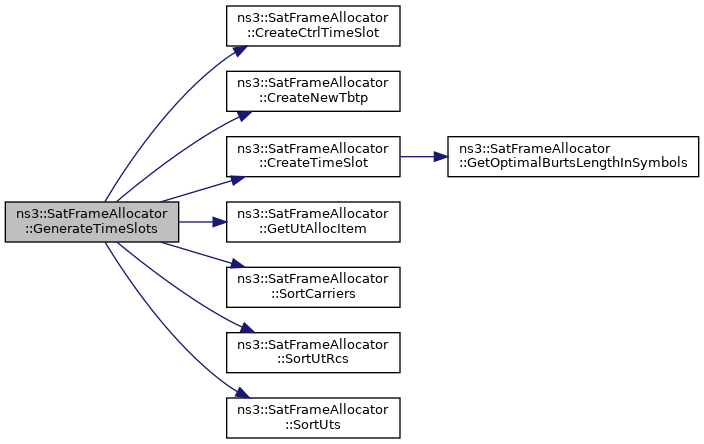 ns3::SatFrameAllocator
::GenerateTimeSlots
ns3::SatFrameAllocator
::CreateCtrlTimeSlot
ns3::SatFrameAllocator
::CreateNewTbtp
ns3::SatFrameAllocator
::CreateTimeSlot
ns3::SatFrameAllocator
::GetOptimalBurtsLengthInSymbols
ns3::SatFrameAllocator
::GetUtAllocItem
ns3::SatFrameAllocator
::SortCarriers
ns3::SatFrameAllocator
::SortUtRcs
ns3::SatFrameAllocator
::SortUts